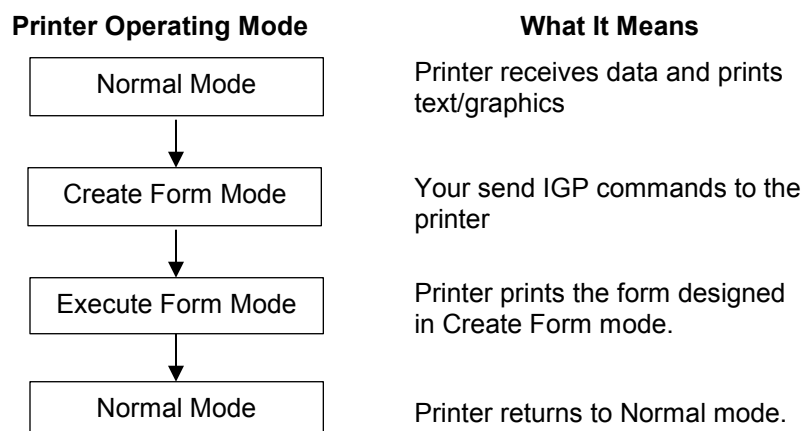 Printer Operating Mode
What It Means
Normal Mode
Printer receives data and prints
text/graphics
Create Form Mode
Your send IGP commands to the
printer
Execute Form Mode
Printer prints the form designed
in Create Form mode.
Normal Mode
Printer returns to Normal mode.